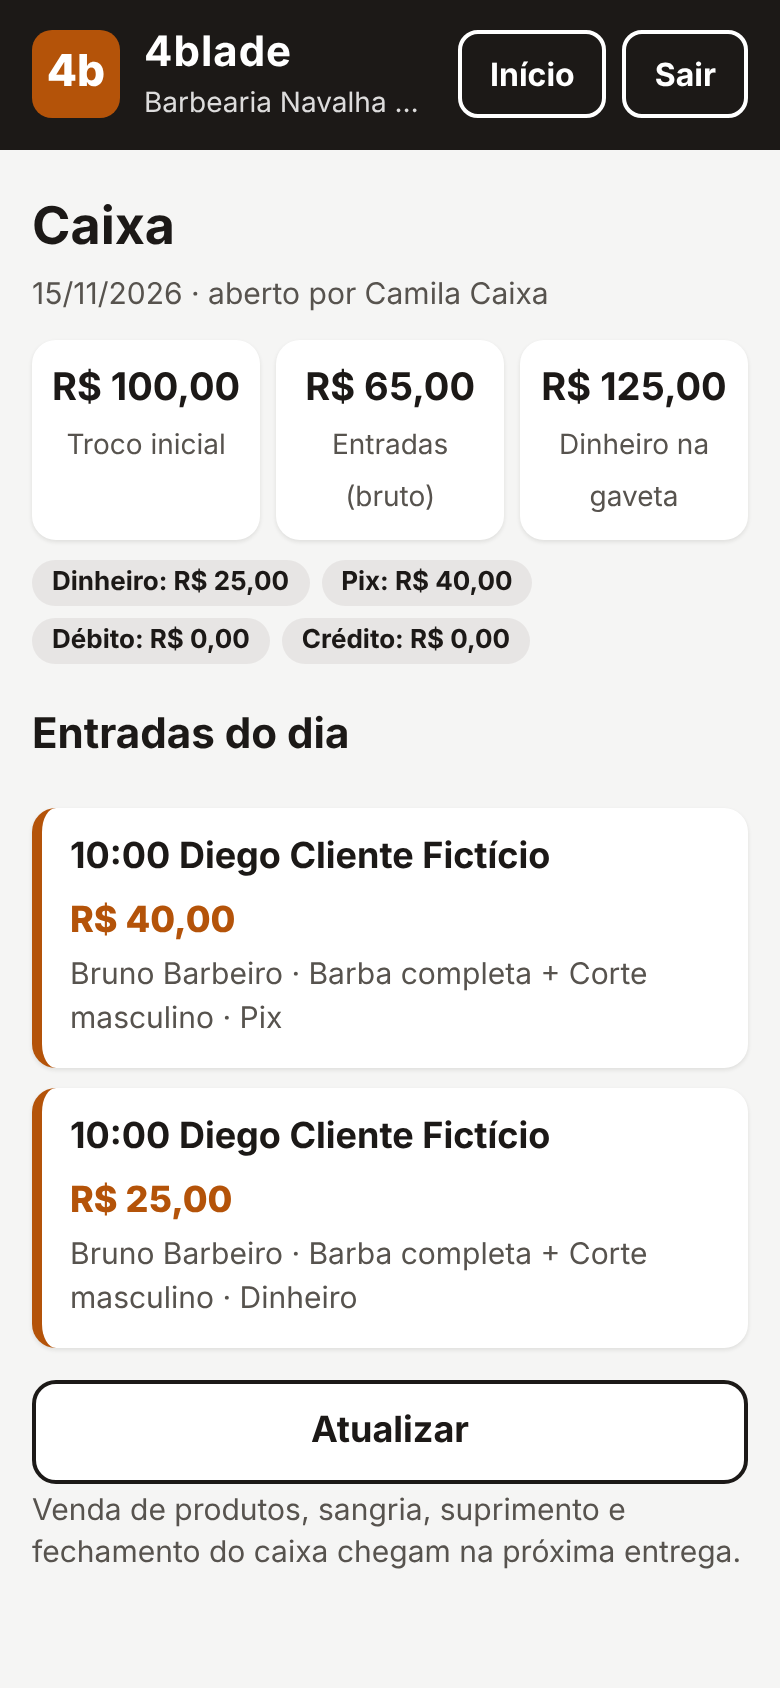 4b
4blade
Barbearia Navalha ...
Início
Sair
Caixa
15/11/2026 · aberto por Camila Caixa
R$ 100,00
Troco inicial
R$ 65,00
Entradas
(bruto)
R$ 125,00
Dinheiro na
gaveta
Dinheiro: R$ 25,00
Pix: R$ 40,00
Débito: R$ 0,00
Crédito: R$ 0,00
Entradas do dia
10:00 Diego Cliente Fictício
R$ 40,00
Bruno Barbeiro · Barba completa + Corte
masculino · Pix
10:00 Diego Cliente Fictício
R$ 25,00
Bruno Barbeiro · Barba completa + Corte
masculino · Dinheiro
Atualizar
Venda de produtos, sangria, suprimento e
fechamento do caixa chegam na próxima entrega.